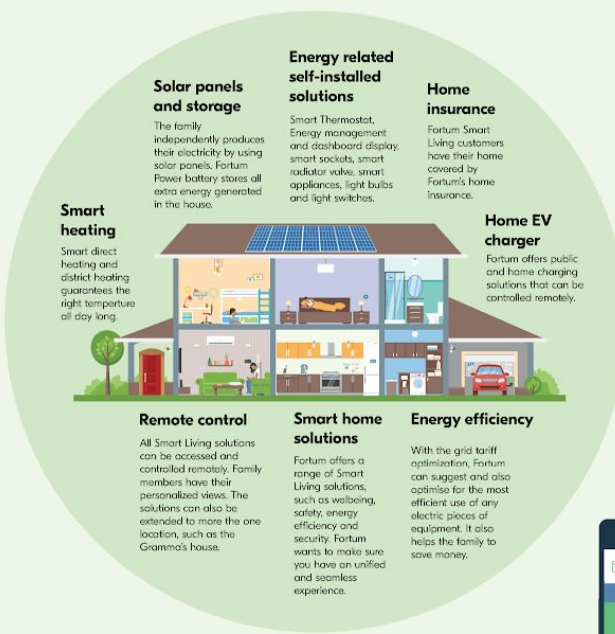 Energy related
self-installed
solutions
Smart Thermostat,
Energy management
and dashboard display,
smart sockets, smart
radiator valve, smart
appliances, light bulbs
and light switches.
Solar panels
and storage
The family
independently produces
their electricity by using
solar panels. Fortum
Power battery stores all
extra energy generated
in the house.
Home
insurance
Fortum Smart
Living customers
have their home
covered by
Fortum's home
insurance.
Smart
heating
Smart direct
heating and
district heating
guarantees the
right temperture
all day long.
Home EV
charger
Fortum offers public
and home charging
solutions that can be
controlled remotely.
Remote control
All Smart Living solutions
can be accessed and
controlled remotely. Family
members have their
personalized views. The
solutions can also be
extended to more the one
location, such as the
Gramma's house.
Smart home
solutions
Fortum offers a
range of Smart
Living solutions,
such as welbeing,
safety, energy
efficiency and
security. Fortum
wants to make sure
you have an unified
and seamless
experience.
Energy efficiency
With the grid tariff
optimization, Fortum
can suggest and also
optimise for the most
efficient use of any
electric pieces of
equipment. It also
helps the family to
save money.